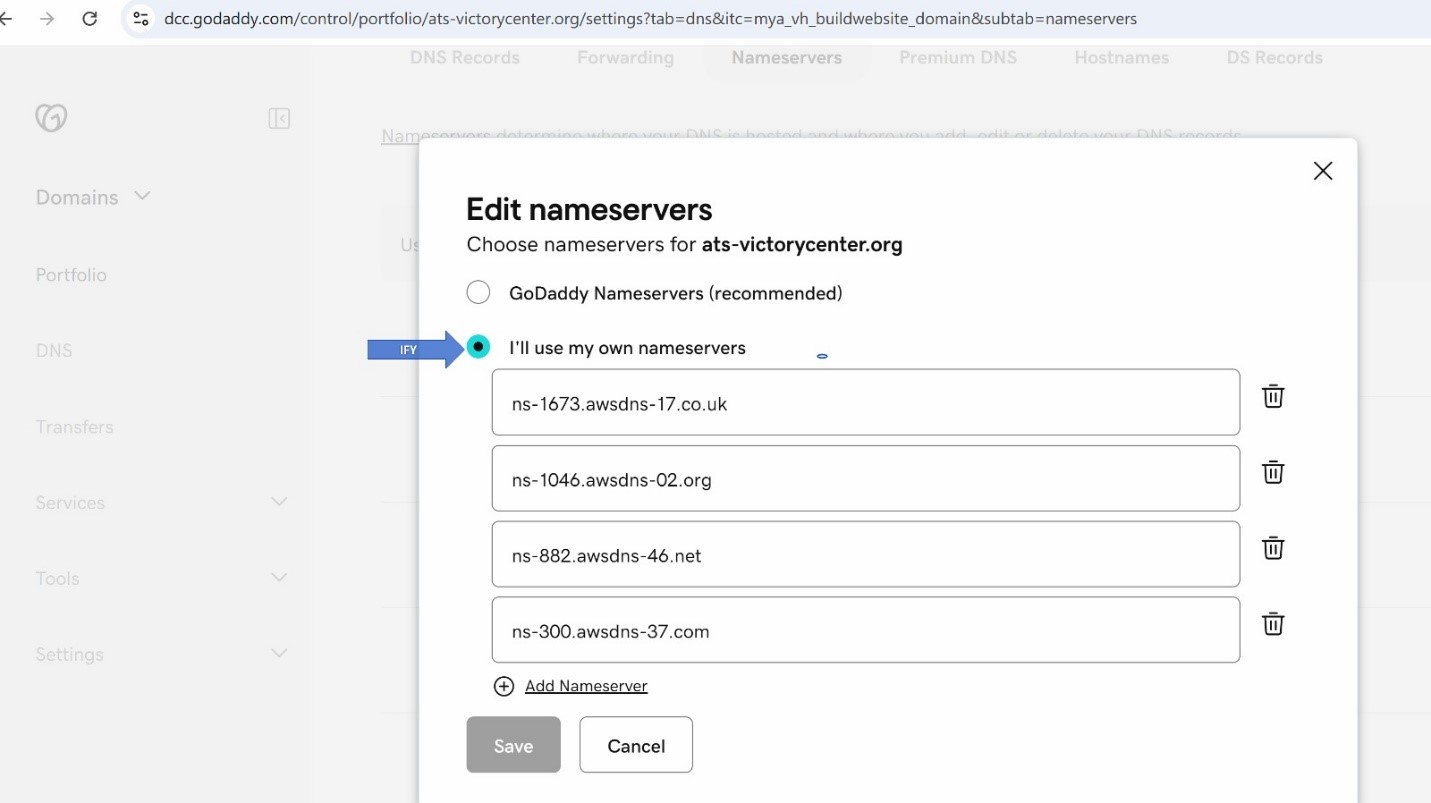 dcc.godaddy.com/control/portfolio/ats-victorycenter.org/settings?tab=dns&itc=mya_vh_buildwebsite_domain&subtab=nameservers
DNS Records Forwarding Nameservers Premium DNS Hostnames DS Records
Nameservers determine where your DNS is hosted and where you add, edit or delete your DNS records.
Domains
Portfolio
DNS
Transfers
Services
Tools
Settings
Us
Edit nameservers
Choose nameservers for ats-victorycenter.org
GoDaddy Nameservers (recommended)
IFY
I'll use my own nameservers
ns-1673.awsdns-17.co.uk
ns-1046.awsdns-02.org
ns-882.awsdns-46.net
ns-300.awsdns-37.com
Add Nameserver
Save Cancel